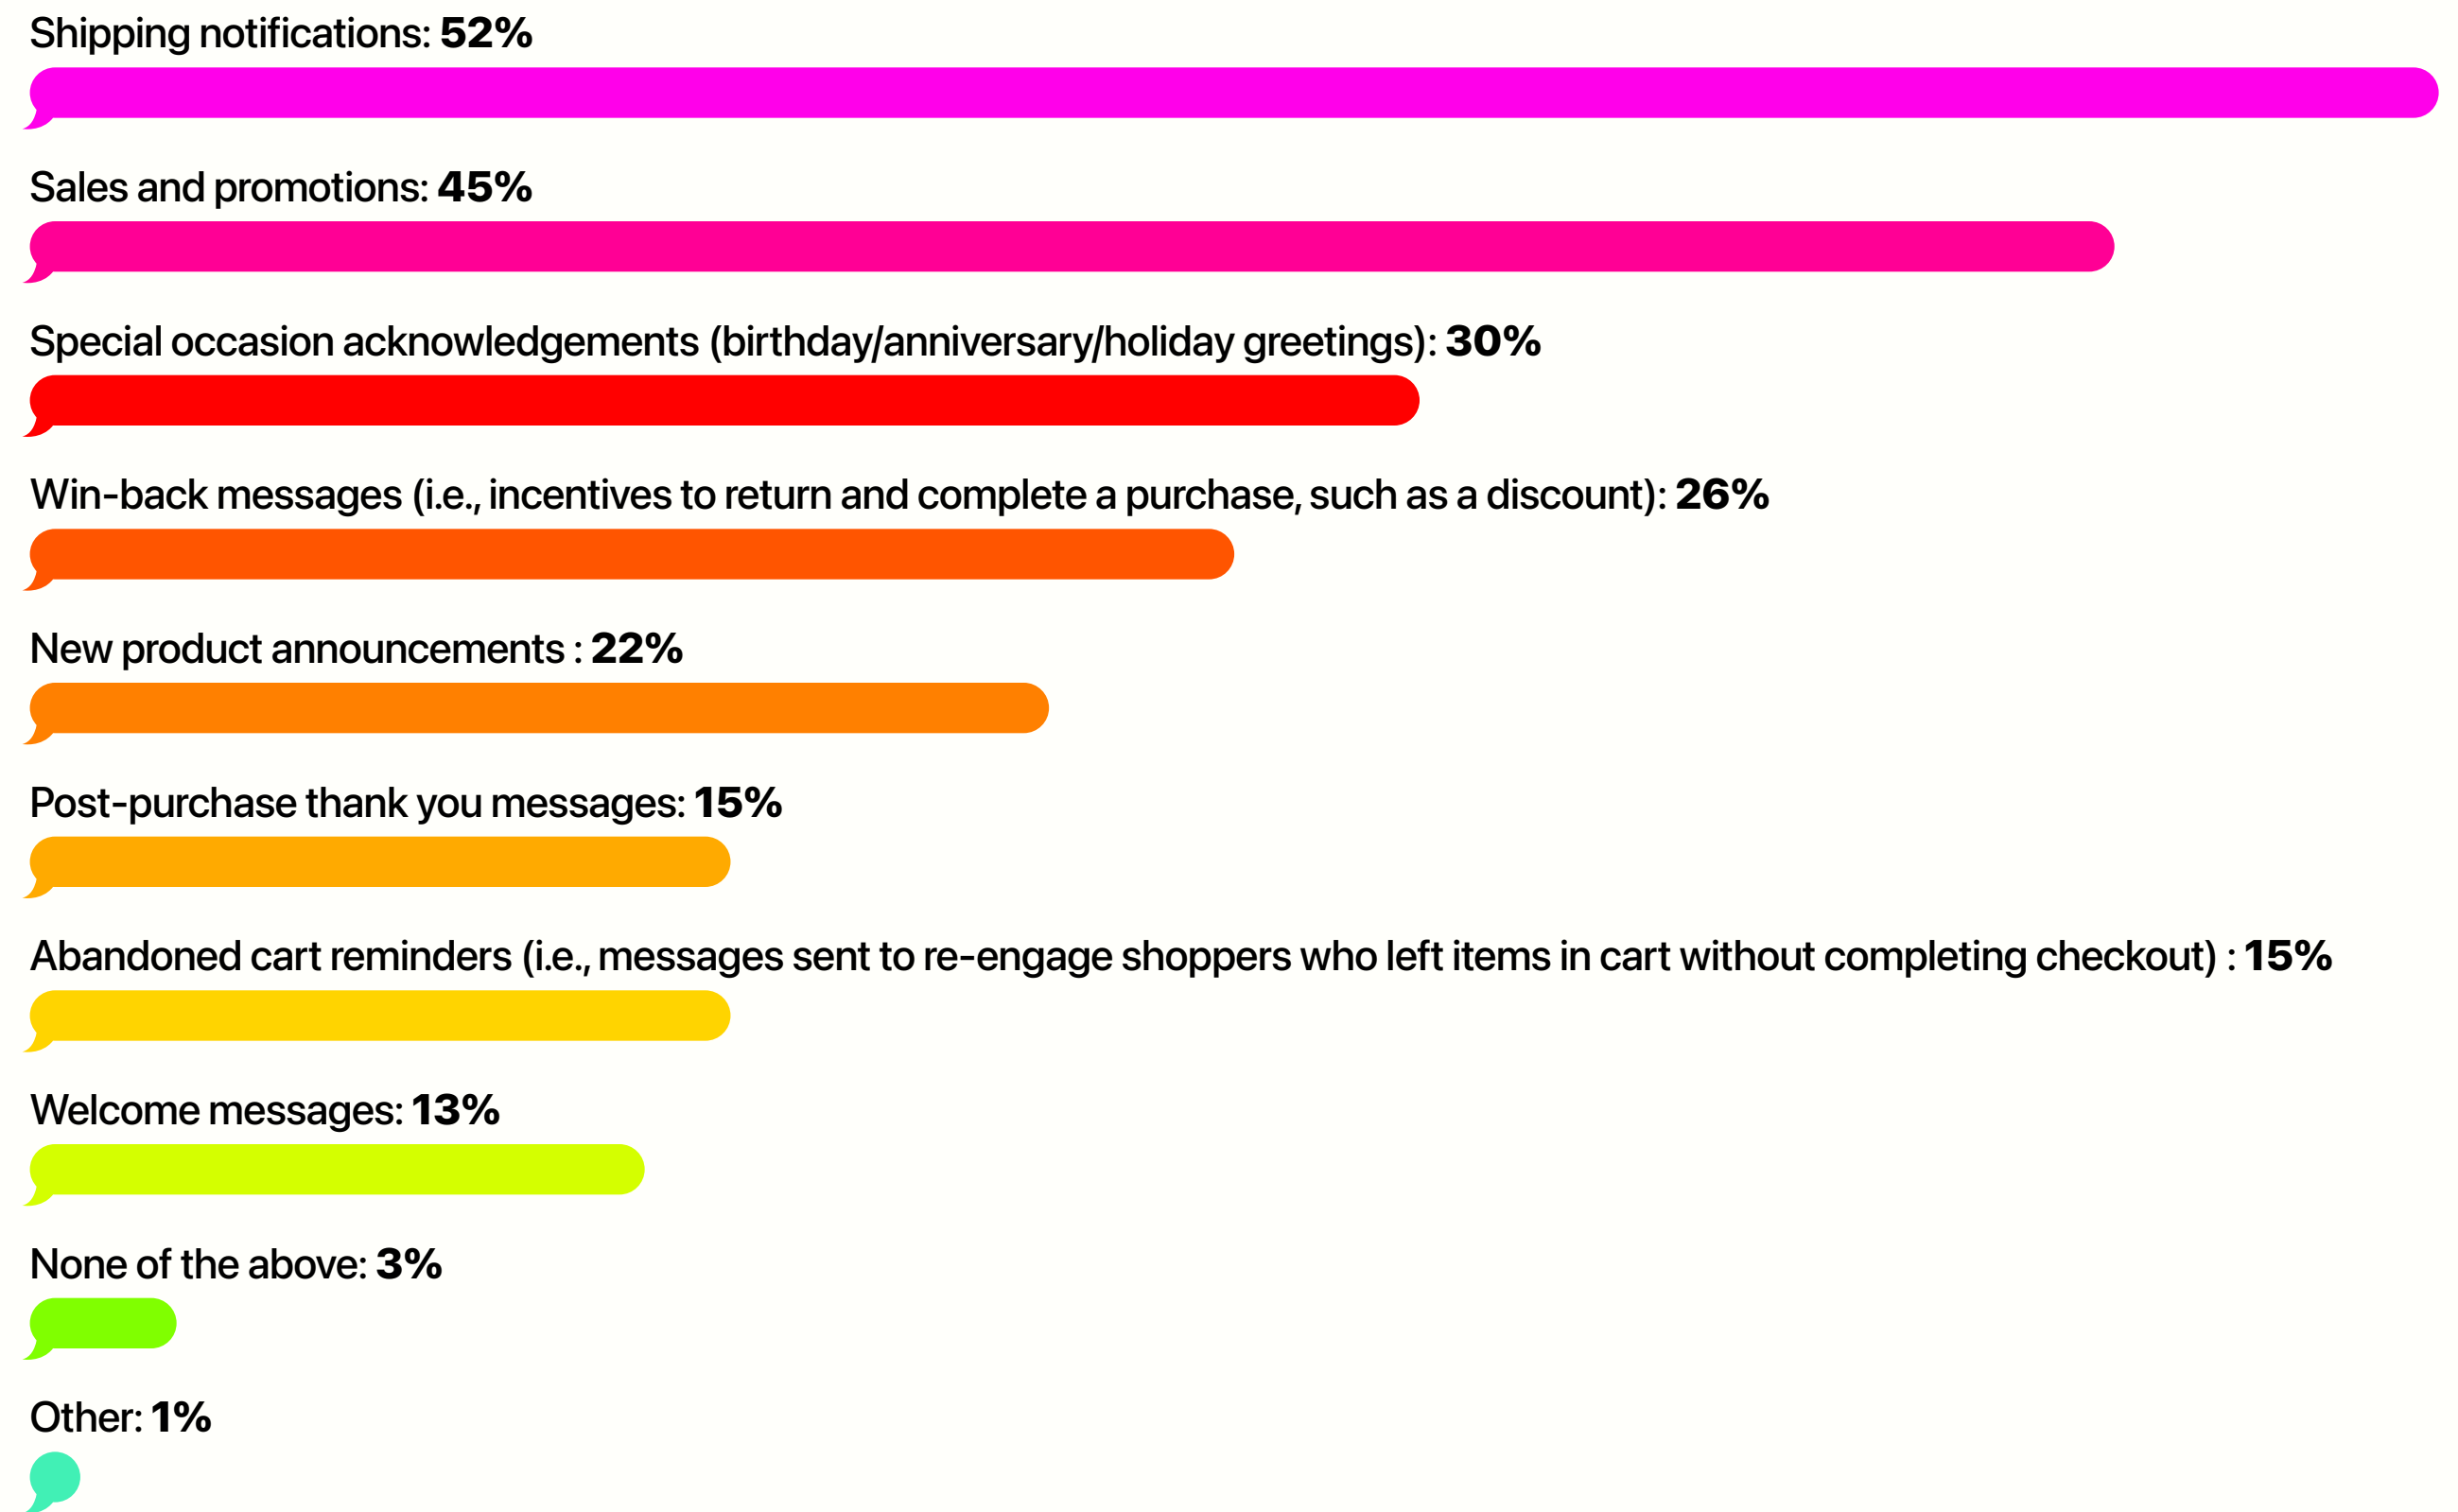 Shipping notifications: 52%
Sales and promotions: 45%
Special occasion acknowledgements (birthday/anniversary/holiday greetings): 30%
Win-back messages (i.e., incentives to return and complete a purchase, such as a discount): 26%
New product announcements : 22%
Post-purchase thank you messages: 15%
Abandoned cart reminders (i.e., messages sent to re-engage shoppers who left items in cart without completing checkout) : 15%
Welcome messages: 13%
None of the above: 3%
Other: 1%